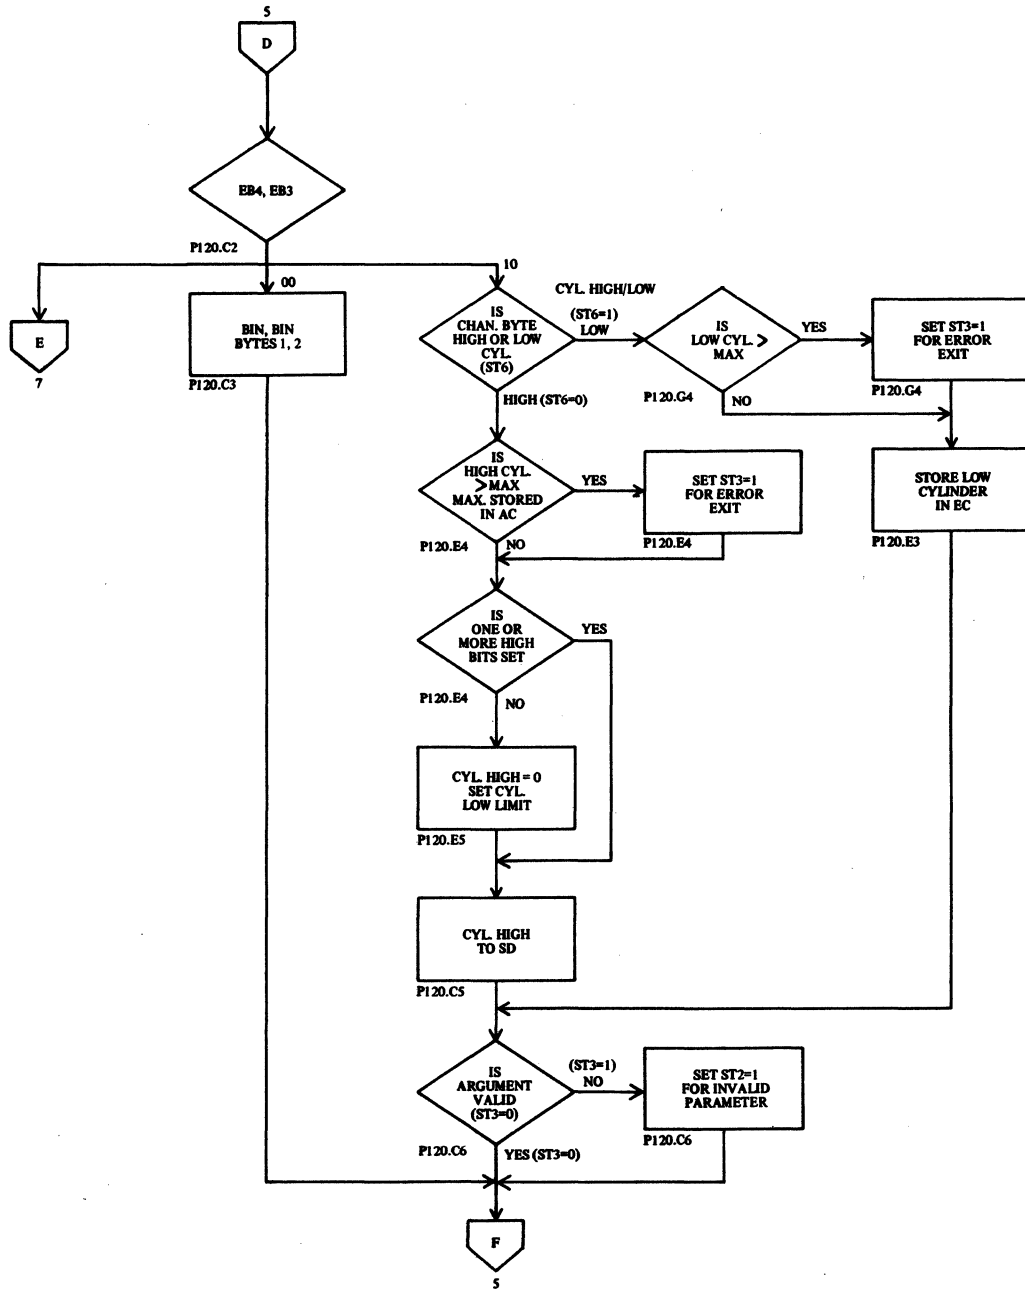 5
D
EB4, EB3
P120.C2
10
00
E
7
BIN, BIN
BYTES 1, 2
P120.C3
IS
CHAN. BYTE
HIGH OR LOW
CYL.
(ST6)
CYL. HIGH/LOW
(ST6=1)
LOW
IS
LOW CYL. >
MAX
P120.G4
YES
NO
SET ST3=1
FOR ERROR
EXIT
P120.G4
HIGH (ST6=0)
IS
HIGH CYL.
>MAX
MAX. STORED
IN AC
P120.E4
YES
NO
SET ST3=1
FOR ERROR
EXIT
P120.E4
STORE LOW
CYLINDER
IN EC
P120.E3
IS
ONE OR
MORE HIGH
BITS SET
P120.E4
YES
NO
CYL. HIGH = 0
SET CYL.
LOW LIMIT
P120.E5
CYL. HIGH
TO SD
P120.C5
IS
ARGUMENT
VALID
(ST3=0)
P120.C6
(ST3=1)
NO
SET ST2=1
FOR INVALID
PARAMETER
P120.C6
YES (ST3=0)
F
5